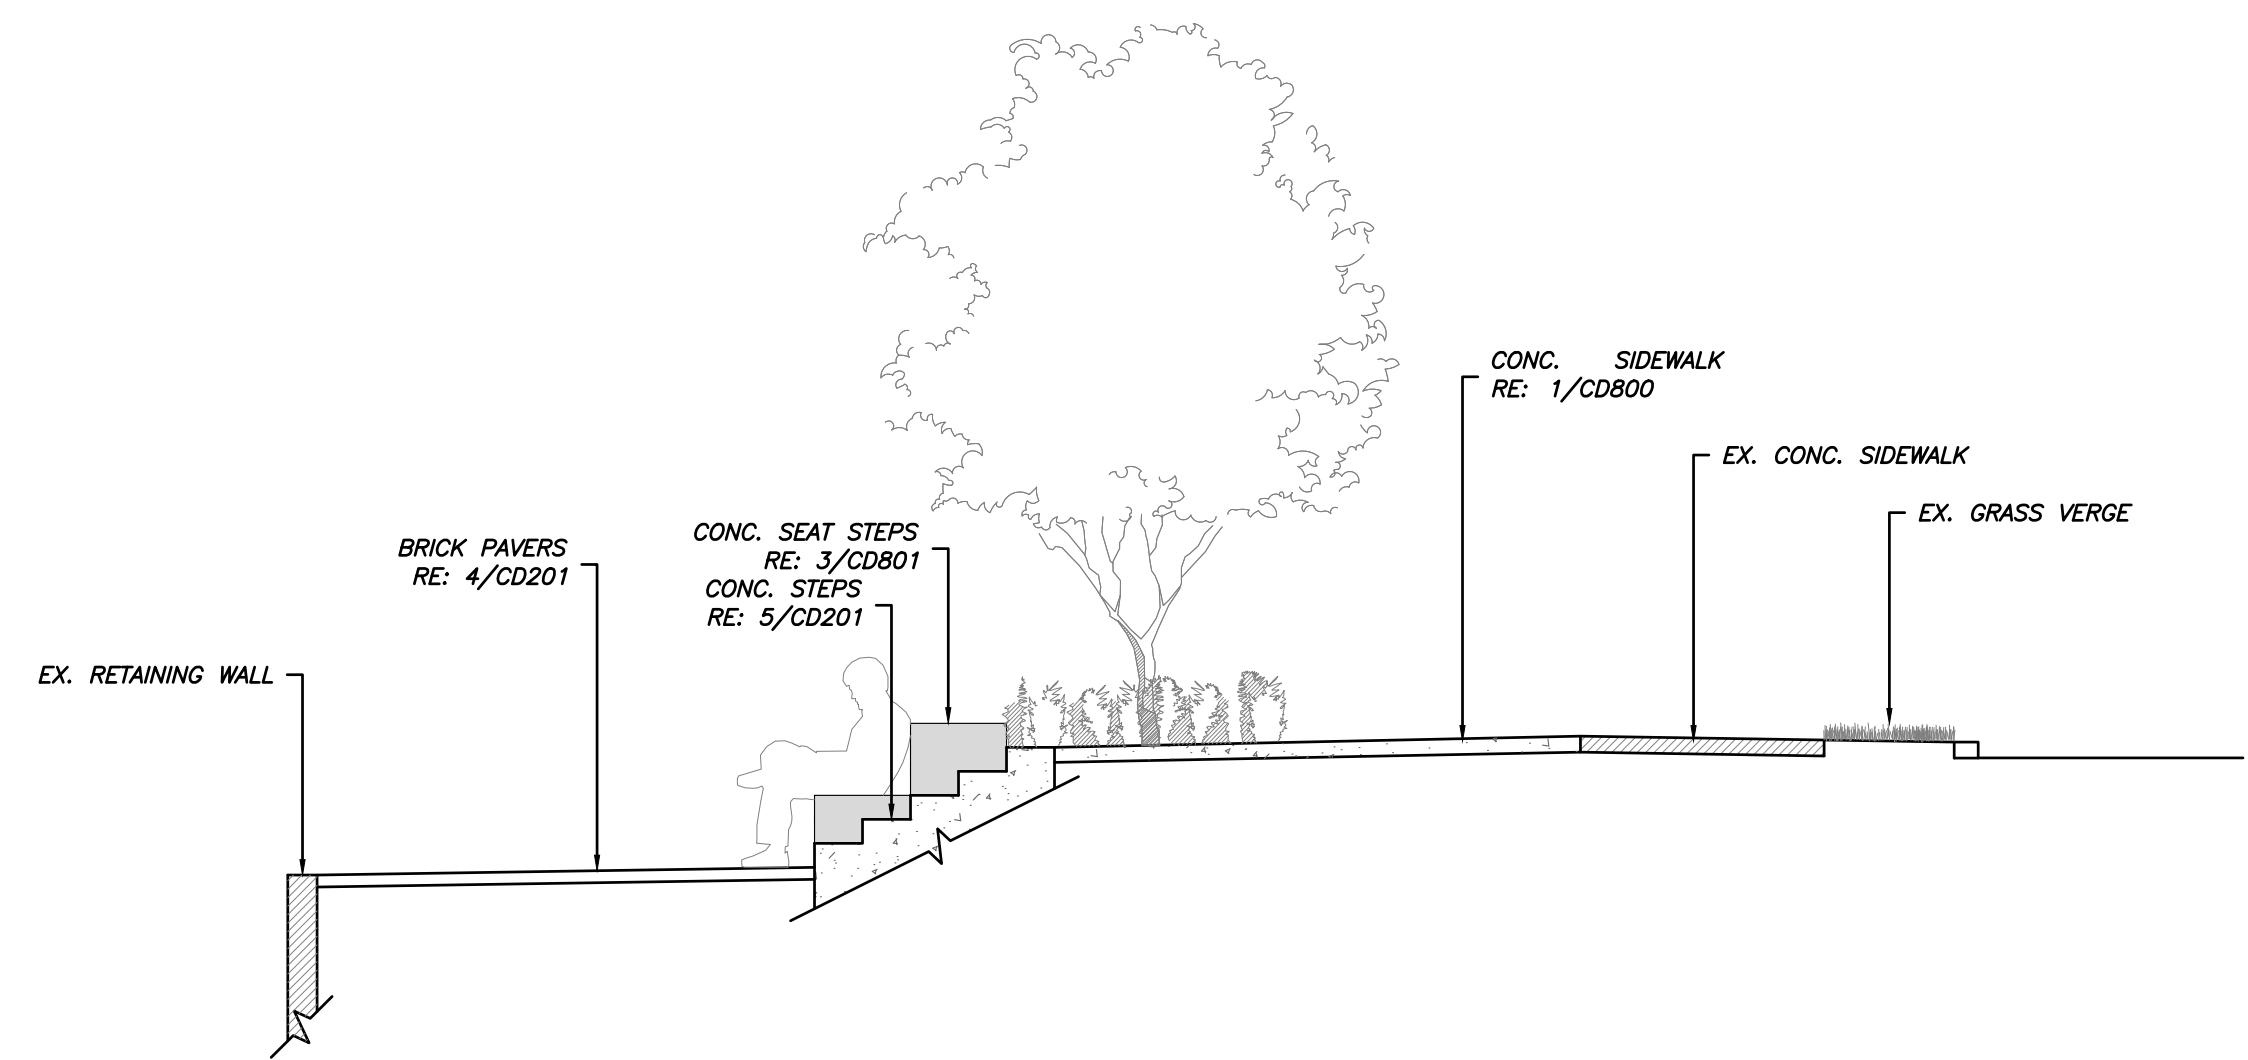 CONC. SIDEWALK
RE: 1/CD800
EX. CONC. SIDEWALK
EX. GRASS VERGE
CONC. SEAT STEPS
RE: 3/CD801
CONC. STEPS
RE: 5/CD201
BRICK PAVERS
RE: 4/CD201
EX. RETAINING WALL